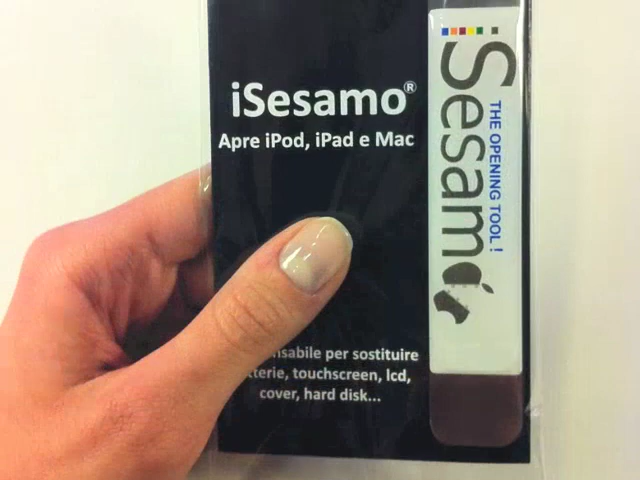 iSesamo®
Apre iPod, iPad e Mac
per sostituire
touchscreen, lcd,
cover, hard disk...
iSesamo
THE OPENING TOOL !